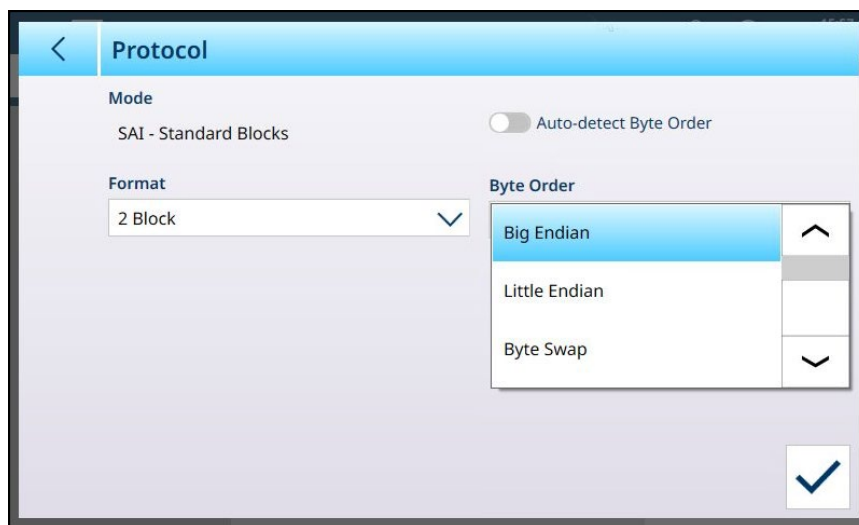 Protocol
Mode
SAI - Standard Blocks
Auto-detect Byte Order
Format
2 Block
Byte Order
Big Endian
Little Endian
Byte Swap